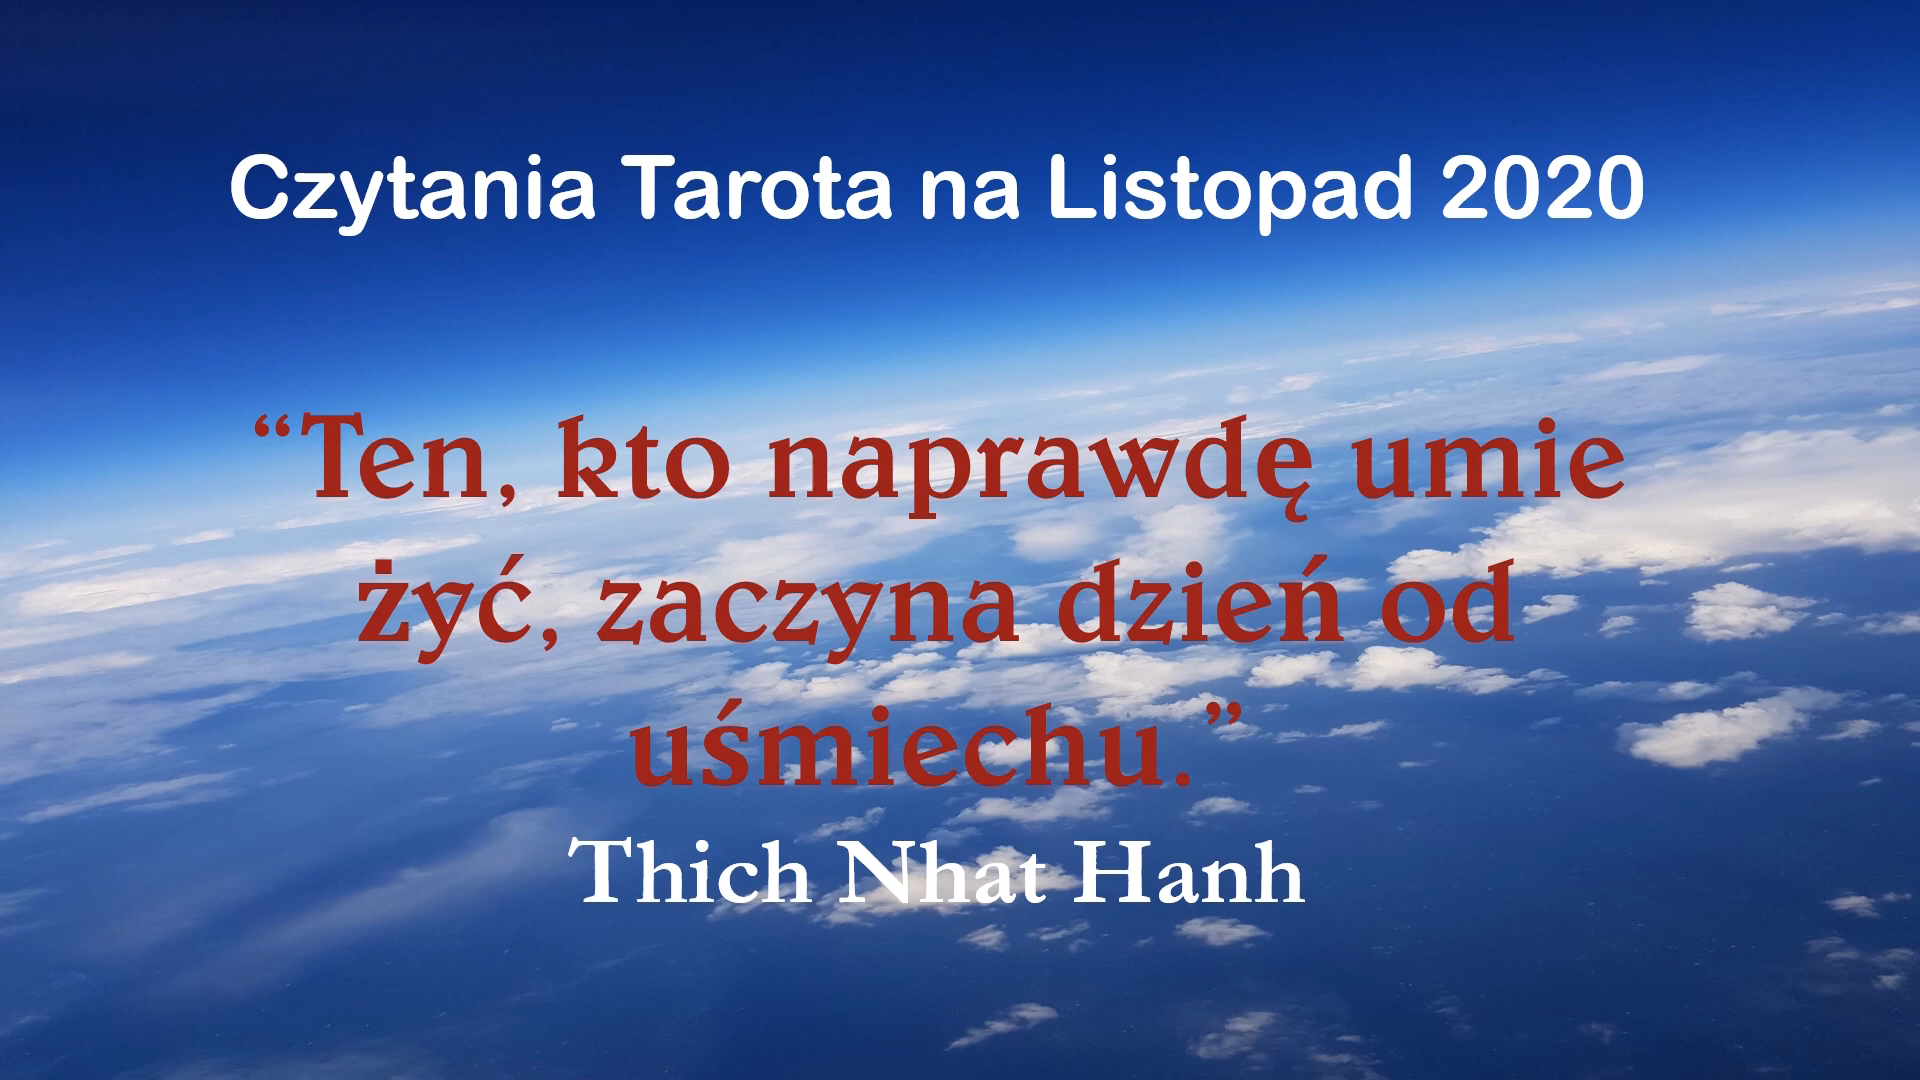 Czytania Tarota na Listopad 2020
“Ten, kto naprawdę umie
żyć, zaczyna dzień od
uśmiechu.”
Thich Nhat Hanh